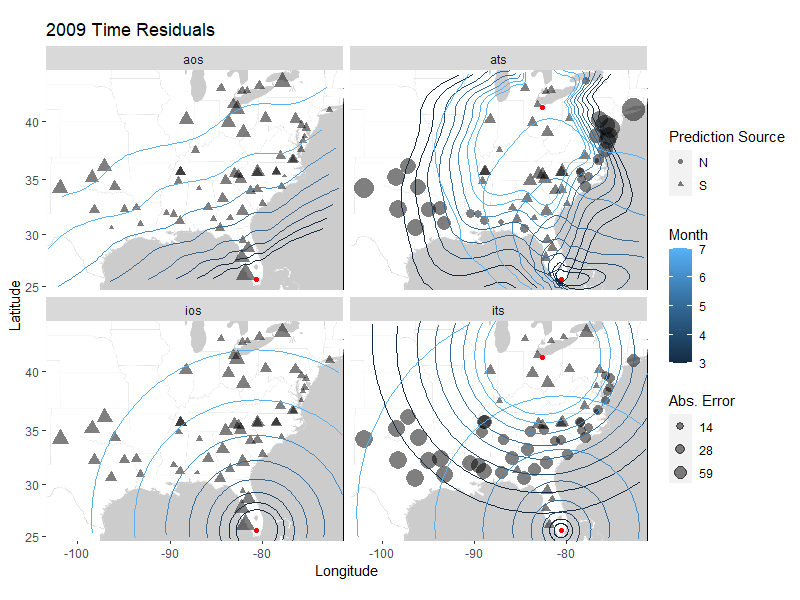 2009 Time Residuals
aos
ats
ios
its
40
35
30
25
40
35
30
25
Latitude
-100
-90
-80
-100
-90
-80
Longitude
Prediction Source
N
S
Month
7
6
5
4
3
Abs. Error
14
28
59